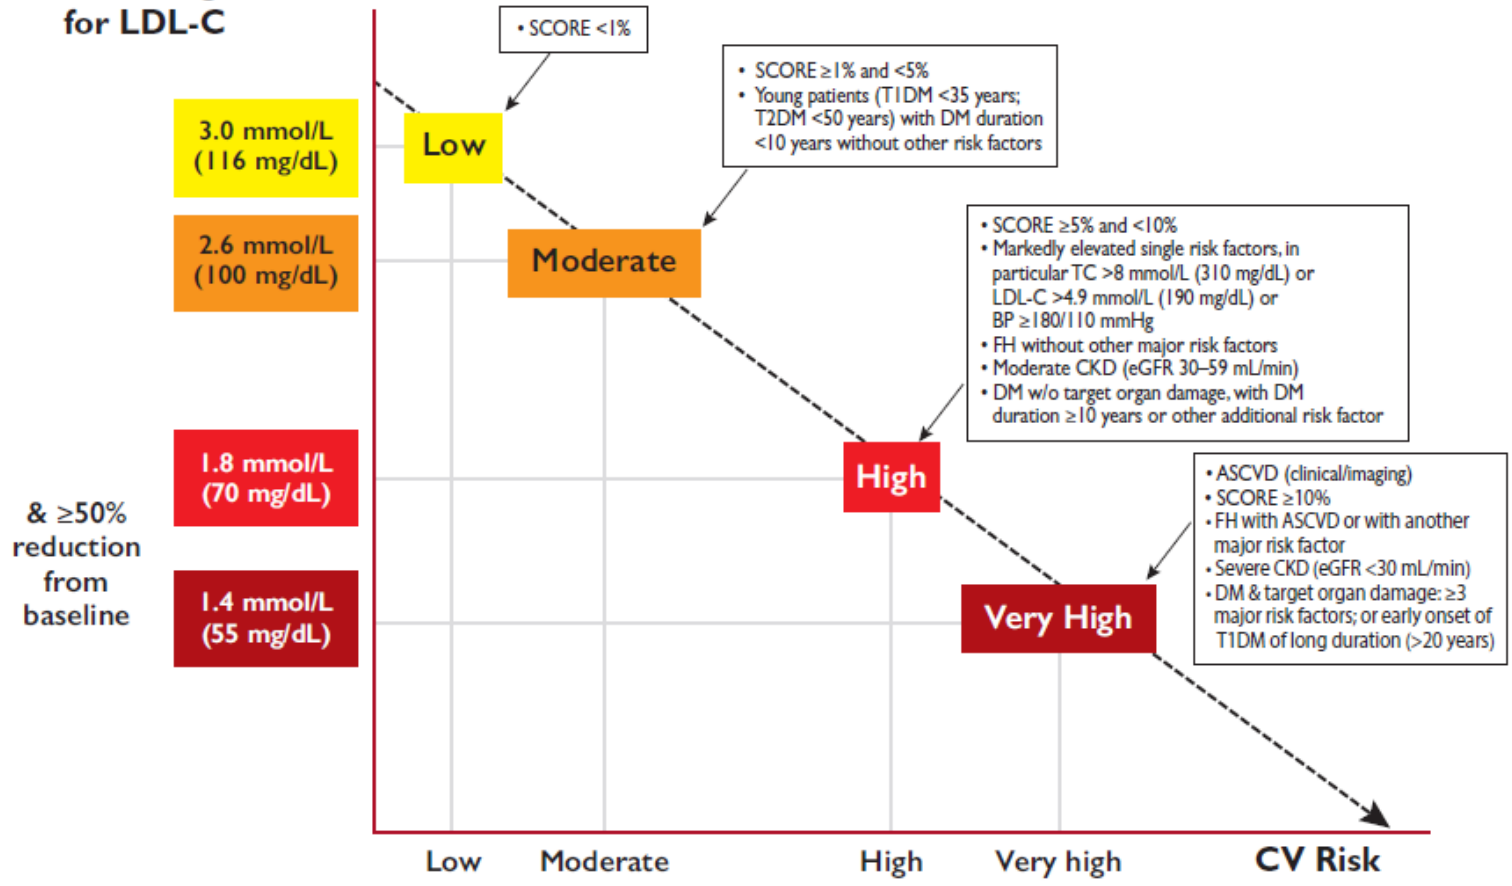 for LDL-C
• SCORE <1%
• SCORE ≥1% and <5%
• Young patients (T1DM <35 years;
T2DM <50 years) with DM duration
<10 years without other risk factors
3.0 mmol/L
(116 mg/dL)
Low
2.6 mmol/L
(100 mg/dL)
Moderate
• SCORE ≥5% and <10%
• Markedly elevated single risk factors, in
particular TC >8 mmol/L (310 mg/dL) or
LDL-C >4.9 mmol/L (190 mg/dL) or
BP ≥180/110 mmHg
• FH without other major risk factors
• Moderate CKD (eGFR 30–59 mL/min)
• DM w/o target organ damage, with DM
duration ≥10 years or other additional risk factor
1.8 mmol/L
(70 mg/dL)
High
• ASCVD (clinical/imaging)
• SCORE ≥10%
• FH with ASCVD or with another
major risk factor
• Severe CKD (eGFR <30 mL/min)
• DM & target organ damage: ≥3
major risk factors; or early onset of
T1DM of long duration (>20 years)
& ≥50%
reduction
from
baseline
1.4 mmol/L
(55 mg/dL)
Very High
Low
Moderate
High
Very high
CV Risk